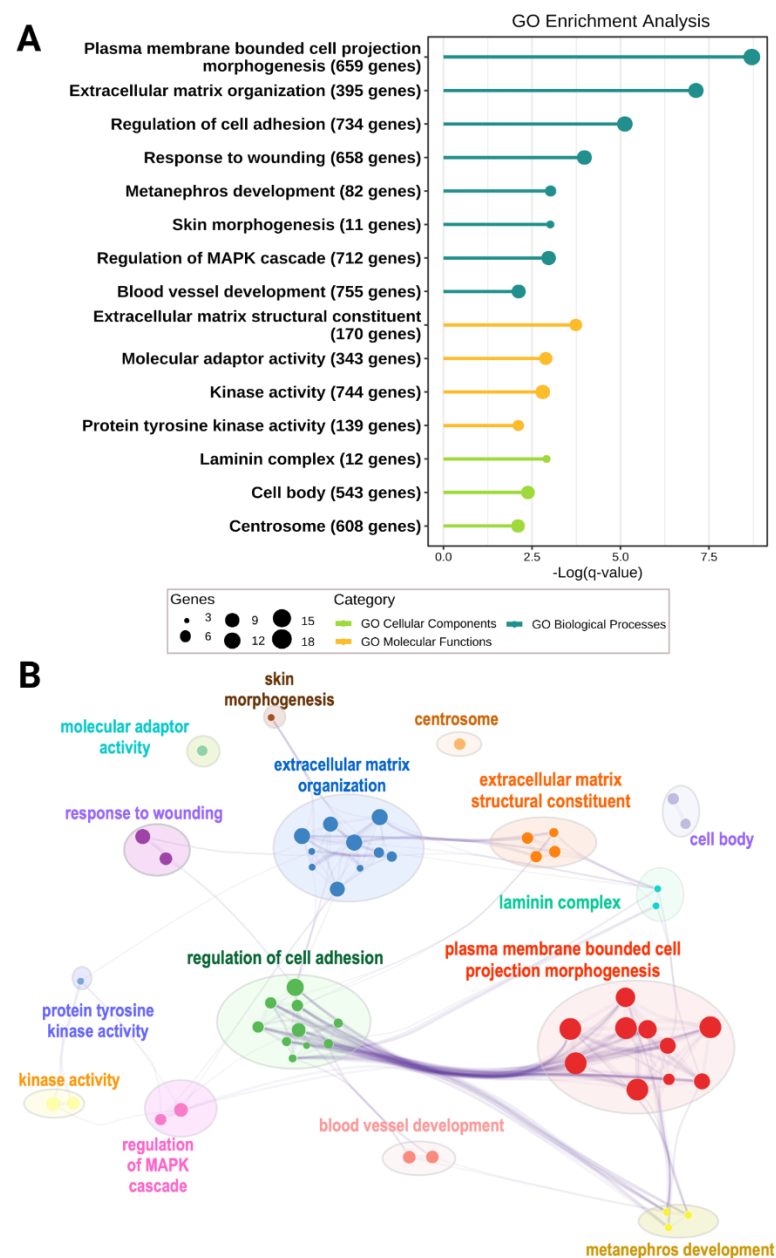 A
GO Enrichment Analysis
Plasma membrane bounded cell projection
morphogenesis (659 genes)
Extracellular matrix organization (395 genes)
Regulation of cell adhesion (734 genes)
Response to wounding (658 genes)
Metanephros development (82 genes)
Skin morphogenesis (11 genes)
Regulation of MAPK cascade (712 genes)
Blood vessel development (755 genes)
Extracellular matrix structural constituent
(170 genes)
Molecular adaptor activity (343 genes)
Kinase activity (744 genes)
Protein tyrosine kinase activity (139 genes)
Laminin complex (12 genes)
Cell body (543 genes)
Centrosome (608 genes)
0.0 2.5 5.0 7.5
-Log(q-value)
Genes
3 9 15
6 12 18
Category
GO Cellular Components GO Biological Processes
GO Molecular Functions
B
skin
morphogenesis
molecular adaptor
activity
centrosome
extracellular matrix
organization
extracellular matrix
structural constituent
response to wounding
cell body
laminin complex
regulation of cell adhesion
plasma membrane bounded cell
projection morphogenesis
protein tyrosine
kinase activity
kinase activity
regulation
of MAPK
cascade
blood vessel development
metanephros development